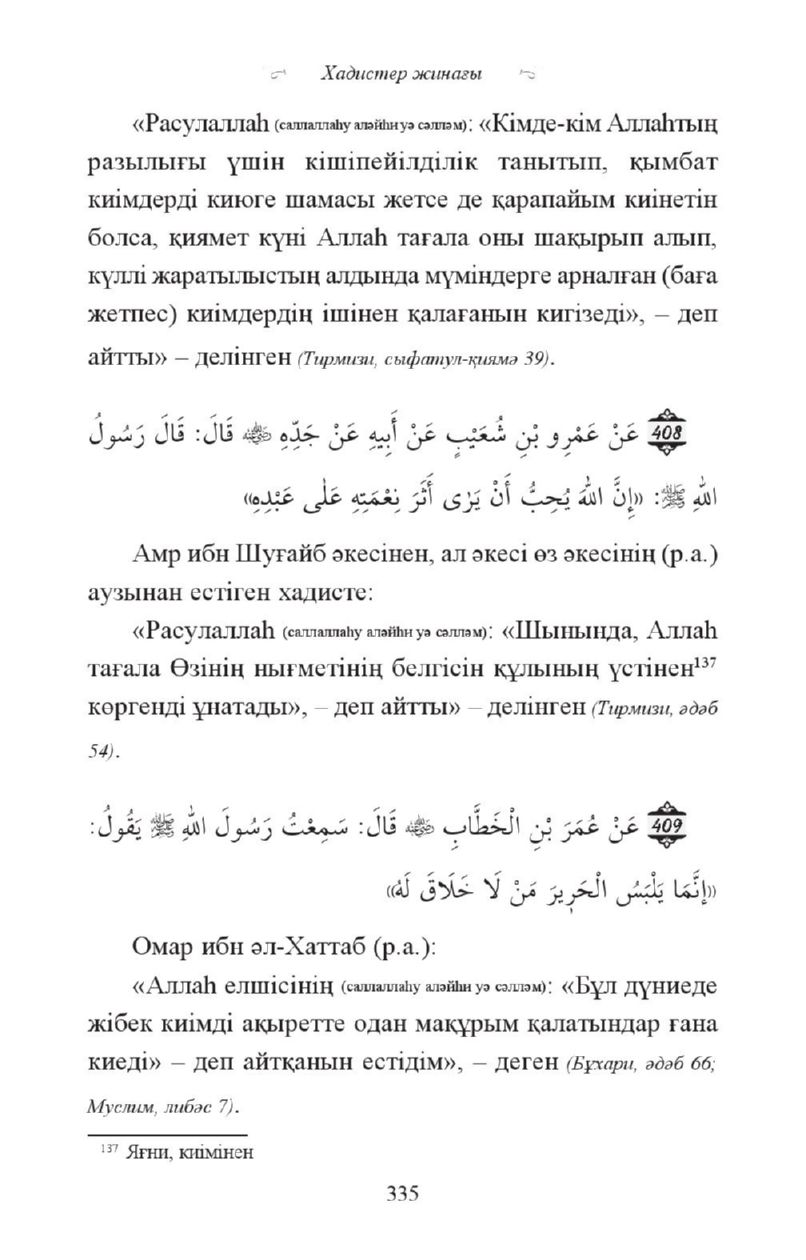 Хадистер жинағы
«Расулаллаһ (саллаллаһу аләйһи уә сәлләм): «Кімде-кім Аллаһтың
разылығы үшін кішіпейілділік танытып, қымбат
киімдерді киюге шамасы жетсе де қарапайым киінетін
болса, қиямет күні Аллаһ тағала оны шақырып алып,
күллі жаратылыстың алдында мүміндерге арналған (баға
жетпес) киімдердің ішінен қалағанын кигізеді», – деп
айтты» – делінген (Тирмизи, сыфатул-қиямә 39).
408 عَنْ عَمْرِو بْنِ شُعَيْبٍ عَنْ أَبِيهِ عَنْ جَدِّهِ ﵁ قَالَ: قَالَ رَسُولُ
اللهِ ﷺ: «إِنَّ اللهَ يُحِبُّ أَنْ يَرٰى أَثَرَ نِعْمَتِهِ عَلٰى عَبْدِهِ»
Амр ибн Шуғайб әкесінен, ал әкесі өз әкесінің (р.а.)
аузынан естіген хадисте:
«Расулаллаһ (саллаллаһу аләйһи уә сәлләм): «Шынында, Аллаһ
тағала Өзінің нығметінің белгісін құлының үстінен¹³⁷
көргенді ұнатады», – деп айтты» – делінген (Тирмизи, әдәб
54).
409 عَنْ عُمَرَ بْنِ الْخَطَّابِ ﵁ قَالَ: سَمِعْتُ رَسُولَ اللهِ ﷺ يَقُولُ:
«إِنَّمَا يَلْبَسُ الْحَرِيرَ مَنْ لَا خَلَاقَ لَهُ»
Омар ибн әл-Хаттаб (р.а.):
«Аллаһ елшісінің (саллаллаһу аләйһи уә сәлләм): «Бұл дүниеде
жібек киімді ақыретте одан мақұрым қалатындар ғана
киеді» – деп айтқанын естідім», – деген (Бұхари, әдәб 66;
Муслим, либәс 7).
¹³⁷ Яғни, киімінен
335